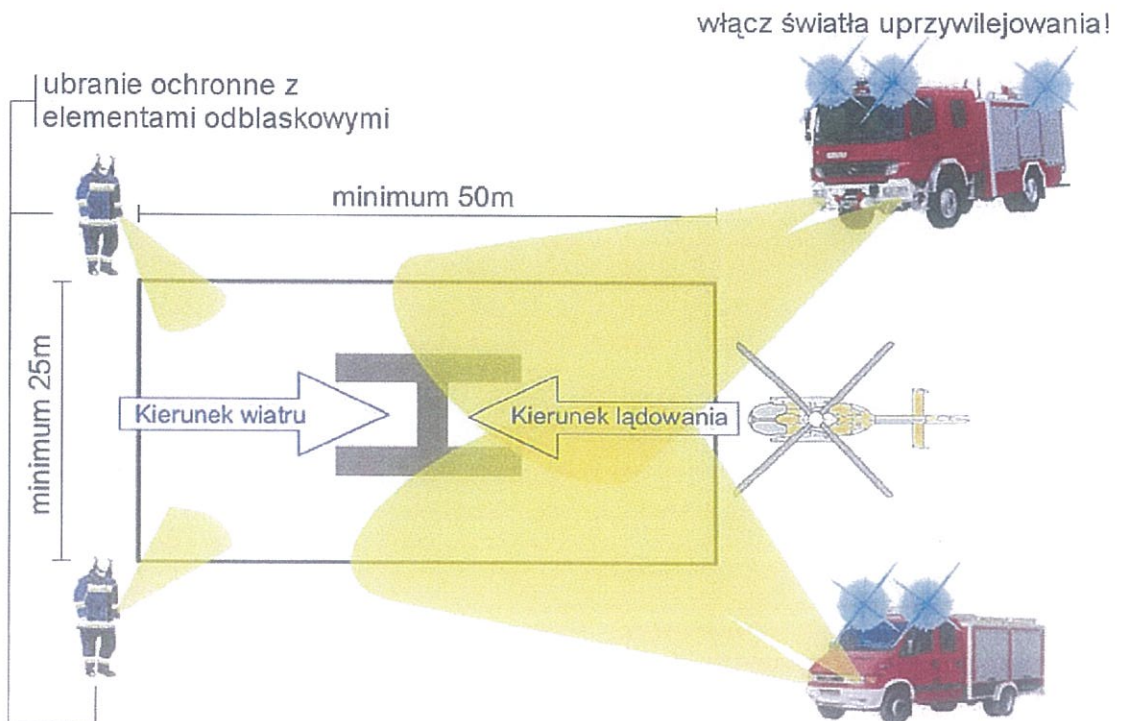 włącz światła uprzywilejowania!
ubranie ochronne z
elementami odblaskowymi
minimum 50m
minimum 25m
Kierunek wiatru
Kierunek lądowania